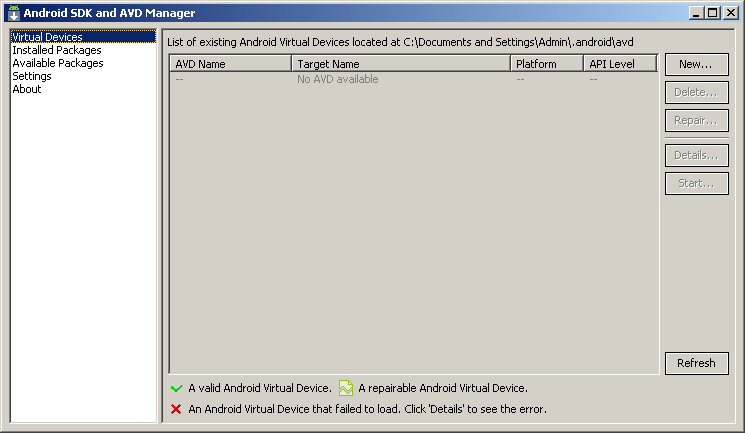 Android SDK and AVD Manager
Virtual Devices
Installed Packages
Available Packages
Settings
About
List of existing Android Virtual Devices located at C:\Documents and Settings\Admin\.android\avd
AVD Name Target Name Platform API Level
-- No AVD available -- --
New...
Delete...
Repair...
Details...
Start...
Refresh
A valid Android Virtual Device. A repairable Android Virtual Device.
An Android Virtual Device that failed to load. Click 'Details' to see the error.